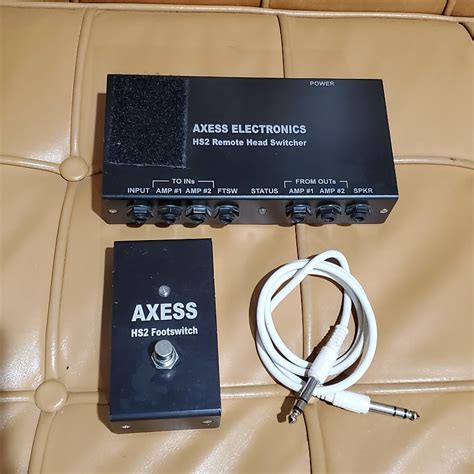 POWER
AXESS ELECTRONICS
HS2 Remote Head Switcher
TO INs FROM OUTs
INPUT AMP #1 AMP #2 FTSW STATUS AMP #1 AMP #2 SPKR
AXESS
HS2 Footswitch